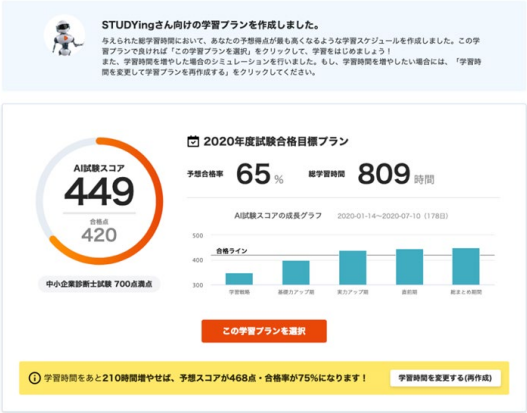 STUDYingさん向けの学習プランを作成しました。
与えられた総学習時間において、あなたの予想得点が最も高くなるような学習スケジュールを作成しました。この学
習プランで良ければ「この学習プランを選択」をクリックして、学習をはじめましょう！
また、学習時間を増やした場合のシミュレーションを行いました。もし、学習時間を増やしたい場合には、「学習時
間を変更して学習プランを再作成する」をクリックしてください。
2020年度試験合格目標プラン
AI試験スコア
449
合格点
420
中小企業診断士試験 700点満点
予想合格率 65 % 総学習時間 809 時間
AI試験スコアの成長グラフ 2020-01-14〜2020-07-10（178日）
500
合格ライン
400
300
学習戦略 基礎力アップ期 実力アップ期 直前期 総まとめ期間
この学習プランを選択
学習時間をあと210時間増やせば、予想スコアが468点・合格率が75%になります！
学習時間を変更する(再作成)